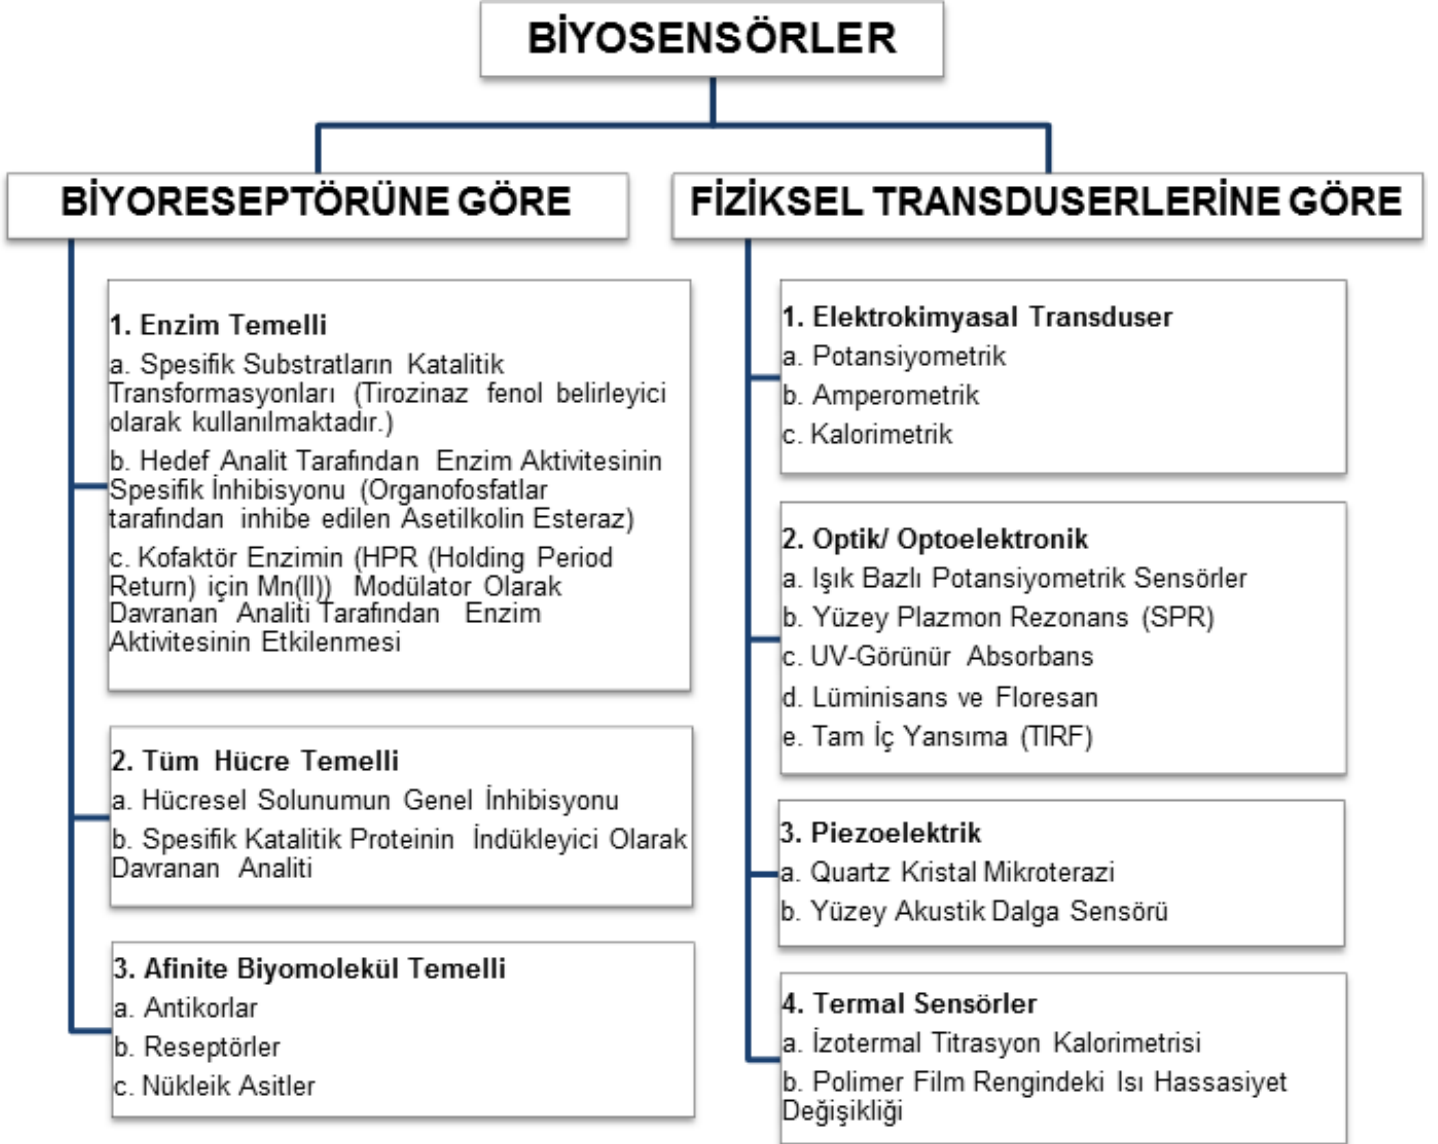 BİYOSENSÖRLER
BİYORESEPTÖRÜNE GÖRE
1. Enzim Temelli
a. Spesifik Substratların Katalitik
Transformasyonları (Tirozinaz fenol belirleyici
olarak kullanılmaktadır.)
b. Hedef Analit Tarafından Enzim Aktivitesinin
Spesifik İnhibisyonu (Organofosfatlar
tarafından inhibe edilen Asetilkolin Esteraz)
c. Kofaktör Enzimin (HPR (Holding Period
Return) için Mn(II)) Modülator Olarak
Davranan Analiti Tarafından Enzim
Aktivitesinin Etkilenmesi
2. Tüm Hücre Temelli
a. Hücresel Solunumun Genel İnhibisyonu
b. Spesifik Katalitik Proteinin İndükleyici Olarak
Davranan Analiti
3. Afinite Biyomolekül Temelli
a. Antikorlar
b. Reseptörler
c. Nükleik Asitler
FİZİKSEL TRANSDUSERLERİNE GÖRE
1. Elektrokimyasal Transduser
a. Potansiyometrik
b. Amperometrik
c. Kalorimetrik
2. Optik/ Optoelektronik
a. Işık Bazlı Potansiyometrik Sensörler
b. Yüzey Plazmon Rezonans (SPR)
c. UV-Görünür Absorbans
d. Lüminisans ve Floresan
e. Tam İç Yansıma (TIRF)
3. Piezoelektrik
a. Quartz Kristal Mikroterazi
b. Yüzey Akustik Dalga Sensörü
4. Termal Sensörler
a. İzotermal Titrasyon Kalorimetrisi
b. Polimer Film Rengindeki Isı Hassasiyet
Değişikliği